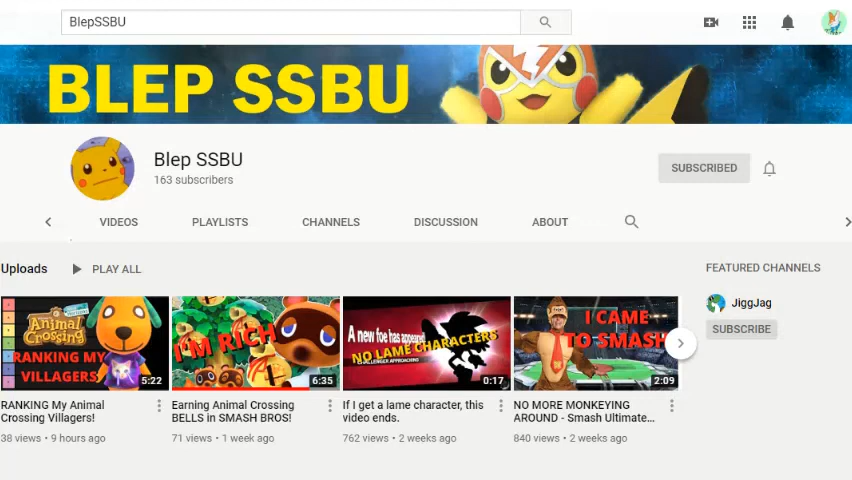 BlepSSBU
BLEP SSBU
Blep SSBU
163 subscribers
SUBSCRIBED
VIDEOS PLAYLISTS CHANNELS DISCUSSION ABOUT
Uploads PLAY ALL
FEATURED CHANNELS
JiggJag
SUBSCRIBE
Animal
Crossing
RANKING MY
VILLAGERS
5:22
I'M RICH
6:35
A new foe has appeared
NO LAME CHARACTERS
CHALLENGER APPROACHING
0:17
I CAME
TO SMASH
2:09
RANKING My Animal
Crossing Villagers!
38 views • 9 hours ago
Earning Animal Crossing
BELLS in SMASH BROS!
71 views • 1 week ago
If I get a lame character, this
video ends.
762 views • 2 weeks ago
NO MORE MONKEYING
AROUND - Smash Ultimate...
840 views • 2 weeks ago